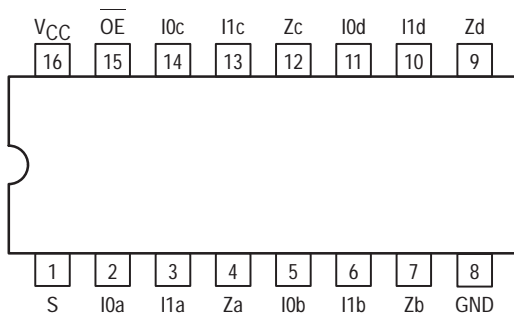 VCC OE I0c I1c Zc I0d I1d Zd
16 15 14 13 12 11 10 9
1 2 3 4 5 6 7 8
S I0a I1a Za I0b I1b Zb GND